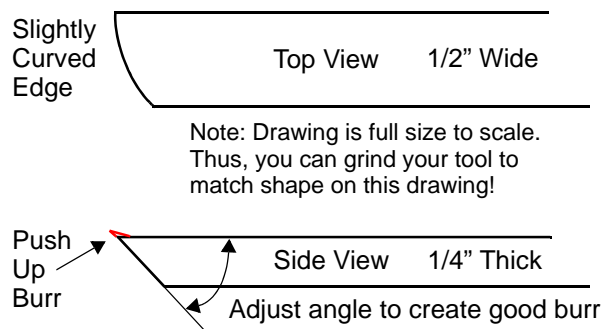 Slightly
Curved
Edge
Top View 1/2” Wide
Note: Drawing is full size to scale.
Thus, you can grind your tool to
match shape on this drawing!
Push
Up
Burr
Side View 1/4” Thick
Adjust angle to create good burr